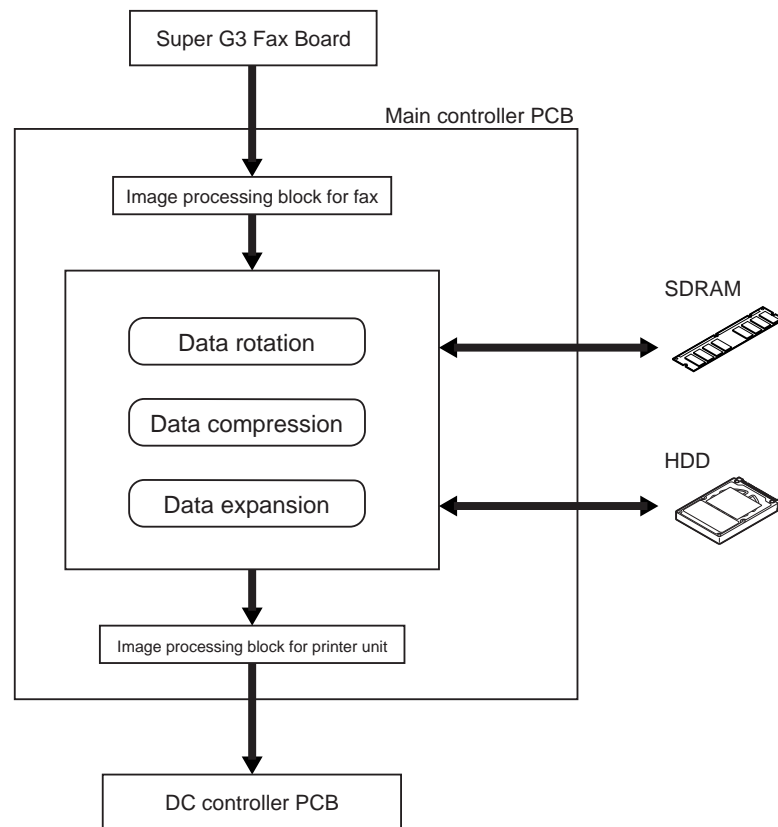 Super G3 Fax Board
Main controller PCB
Image processing block for fax
SDRAM
Data rotation
Data compression
HDD
Data expansion
Image processing block for printer unit
DC controller PCB